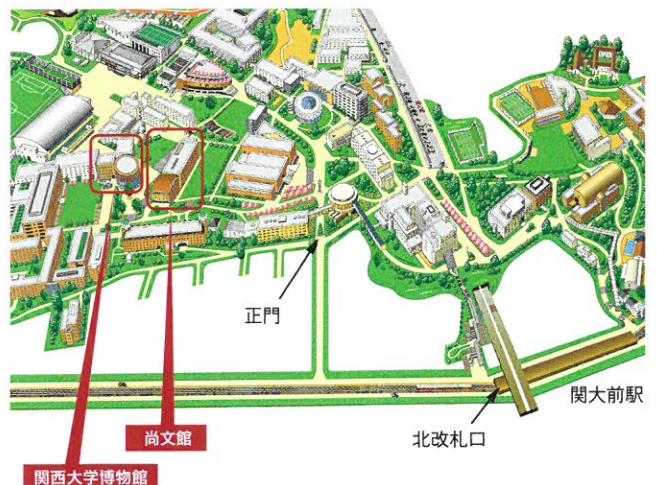 正門
関大前駅
北改札口
尚文館
関西大学博物館